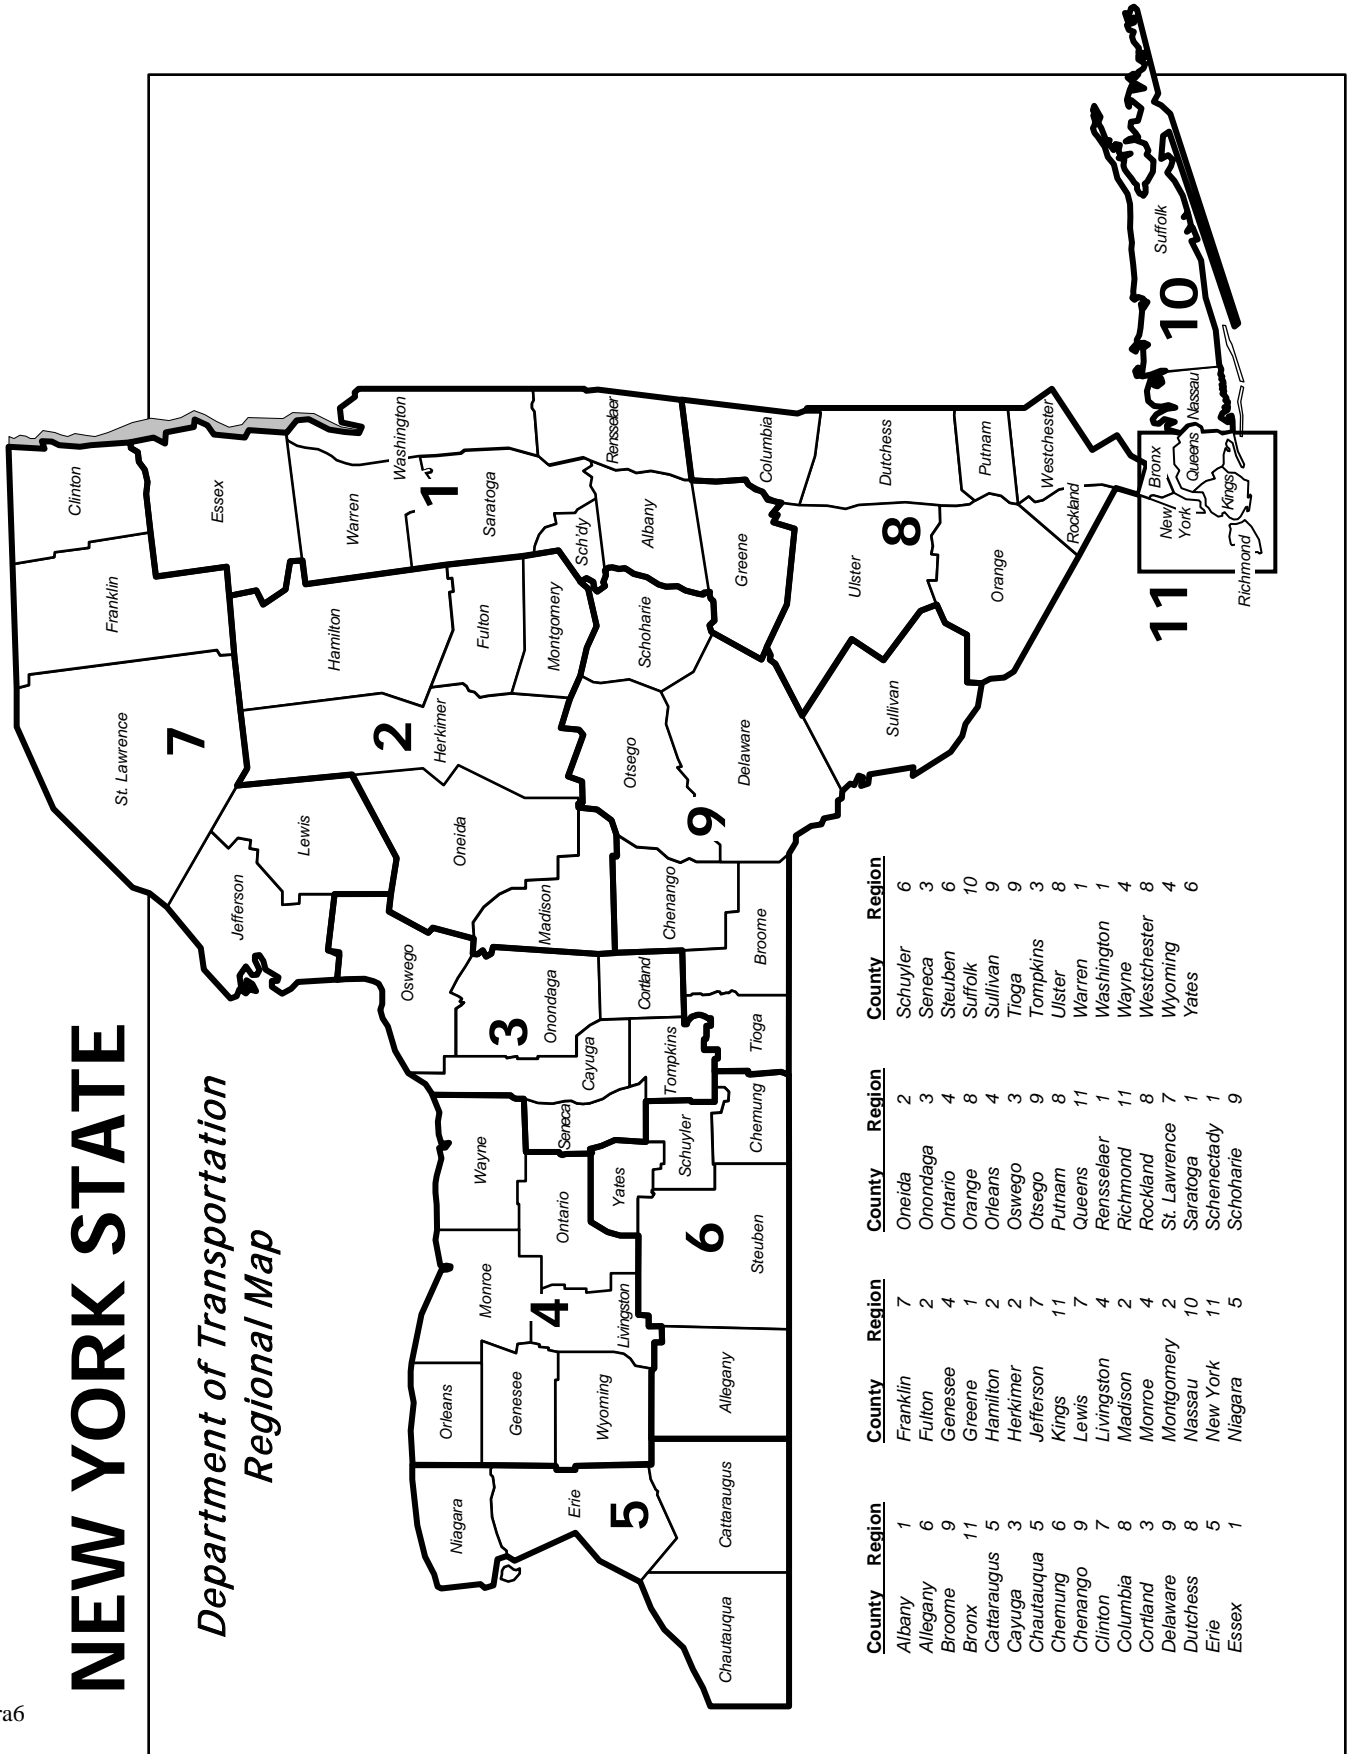 ra6
NEW YORK STATE
Department of Transportation
Regional Map
Clinton
Franklin
St. Lawrence
7
Essex
Jefferson
Lewis
Hamilton
Warren
Washington
1
2
Herkimer
Fulton
Saratoga
Oneida
Oswego
Montgomery
Sch'dy
Rensselaer
Albany
Madison
Onondaga
3
Cayuga
Schoharie
Otsego
Wayne
Seneca
Monroe
Ontario
4
Livingston
Orleans
Genesee
Wyoming
Niagara
Erie
5
Cortland
Chenango
9
Delaware
Greene
Columbia
Tompkins
Yates
Schuyler
6
Broome
Tioga
Chemung
Steuben
Allegany
Cattaraugus
Chautauqua
Ulster
8
Dutchess
Sullivan
Orange
Putnam
Rockland
Westchester
Suffolk
10
Nassau
Bronx
Queens
New
York
Kings
Richmond
11
County Region
Albany 1
Allegany 6
Broome 9
Bronx 11
Cattaraugus 5
Cayuga 3
Chautauqua 5
Chemung 6
Chenango 9
Clinton 7
Columbia 8
Cortland 3
Delaware 9
Dutchess 8
Erie 5
Essex 1
County Region
Franklin 7
Fulton 2
Genesee 4
Greene 1
Hamilton 2
Herkimer 2
Jefferson 7
Kings 11
Lewis 7
Livingston 4
Madison 2
Monroe 4
Montgomery 2
Nassau 10
New York 11
Niagara 5
County Region
Oneida 2
Onondaga 3
Ontario 4
Orange 8
Orleans 4
Oswego 3
Otsego 9
Putnam 8
Queens 11
Rensselaer 1
Richmond 11
Rockland 8
St. Lawrence 7
Saratoga 1
Schenectady 1
Schoharie 9
County Region
Schuyler 6
Seneca 3
Steuben 6
Suffolk 10
Sullivan 9
Tioga 9
Tompkins 3
Ulster 8
Warren 1
Washington 1
Wayne 4
Westchester 8
Wyoming 4
Yates 6